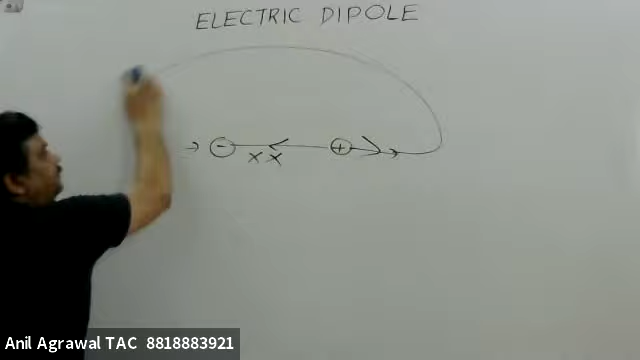 ELECTRIC DIPOLE
- +
x x
Anil Agrawal TAC 8818883921